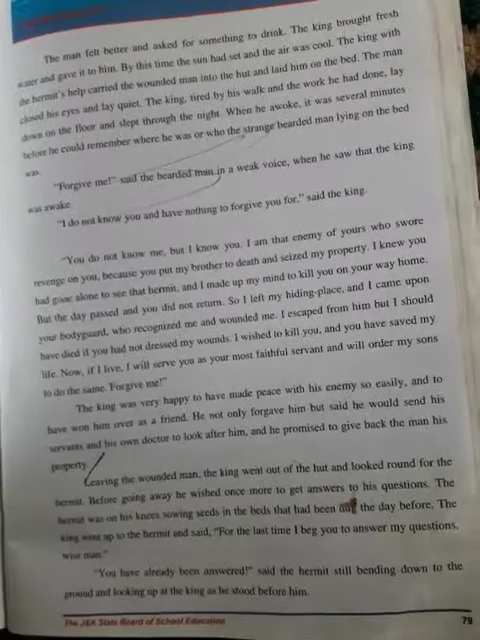 The man felt better and asked for something to drink. The king brought fresh
water and gave it to him. By this time the sun had set and the air was cool. The king with
the hermit's help carried the wounded man into the hut and laid him on the bed. The man
closed his eyes and lay quiet. The king, tired by his walk and the work he had done, lay
down on the floor and slept through the night. When he awoke, it was several minutes
before he could remember where he was or who the strange bearded man lying on the bed
was.
"Forgive me!" said the bearded man in a weak voice, when he saw that the king
was awake.
"I do not know you and have nothing to forgive you for," said the king.
"You do not know me, but I know you. I am that enemy of yours who swore
revenge on you, because you put my brother to death and seized my property. I knew you
had gone alone to see that hermit, and I made up my mind to kill you on your way home.
But the day passed and you did not return. So I left my hiding-place, and I came upon
your bodyguard, who recognized me and wounded me. I escaped from him but I should
have died if you had not dressed my wounds. I wished to kill you, and you have saved my
life. Now, if I live, I will serve you as your most faithful servant and will order my sons
to do the same. Forgive me!"
The king was very happy to have made peace with his enemy so easily, and to
have won him over as a friend. He not only forgave him but said he would send his
servants and his own doctor to look after him, and he promised to give back the man his
property.
Leaving the wounded man, the king went out of the hut and looked round for the
hermit. Before going away he wished once more to get answers to his questions. The
hermit was on his knees sowing seeds in the beds that had been dug the day before. The
king went up to the hermit and said, "For the last time I beg you to answer my questions,
wise man."
"You have already been answered!" said the hermit still bending down to the
ground and looking up at the king as he stood before him.
The J&K State Board of School Education 79